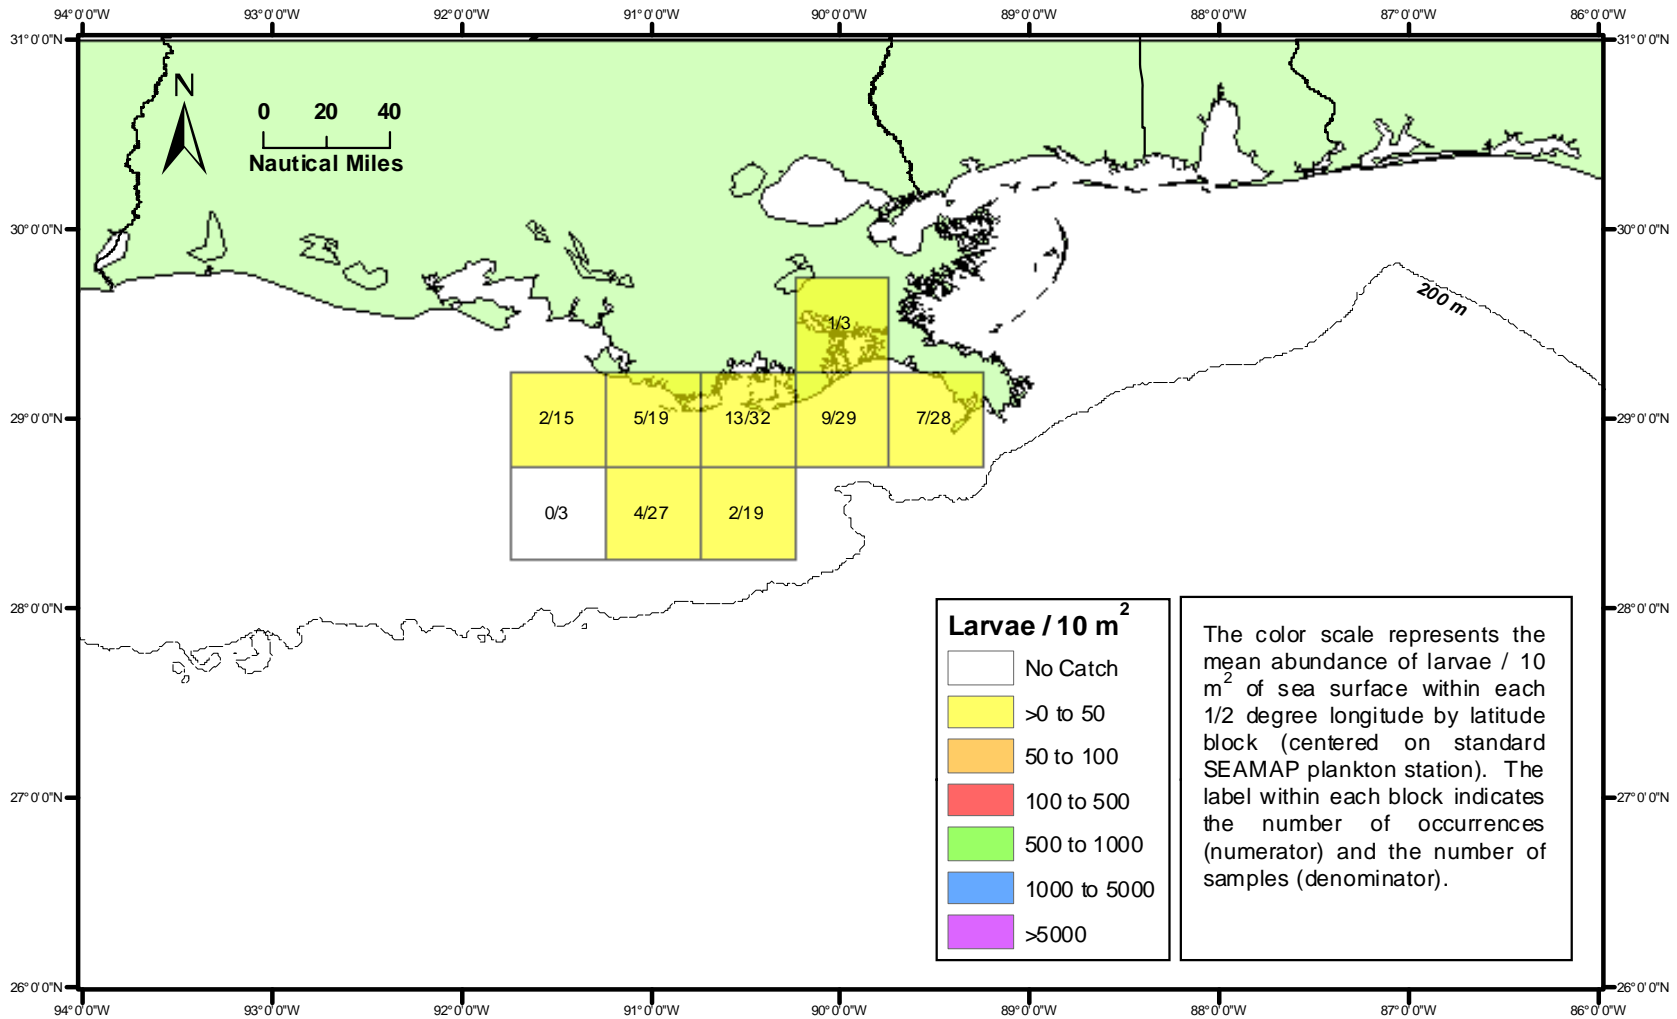 94°0'0"W 93°0'0"W 92°0'0"W 91°0'0"W 90°0'0"W 89°0'0"W 88°0'0"W 87°0'0"W 86°0'0"W
31°0'0"N 31°0'0"N
N
0 20 40
Nautical Miles
30°0'0"N 30°0'0"N
200 m
1/3
29°0'0"N 2/15 5/19 13/32 9/29 7/28 29°0'0"N
0/3 4/27 2/19
28°0'0"N 28°0'0"N
Larvae / 10 m2
No Catch
>0 to 50
50 to 100
100 to 500
500 to 1000
1000 to 5000
>5000
The color scale represents the
mean abundance of larvae / 10
m2 of sea surface within each
1/2 degree longitude by latitude
block (centered on standard
SEAMAP plankton station). The
label within each block indicates
the number of occurrences
(numerator) and the number of
samples (denominator).
27°0'0"N 27°0'0"N
26°0'0"N 26°0'0"N
94°0'0"W 93°0'0"W 92°0'0"W 91°0'0"W 90°0'0"W 89°0'0"W 88°0'0"W 87°0'0"W 86°0'0"W